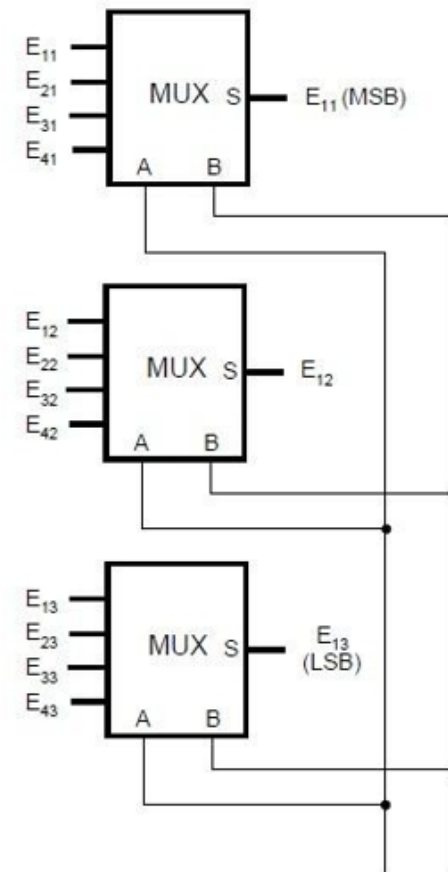 E₁₁
E₂₁
E₃₁
E₄₁
MUX S
A B
E₁₁ (MSB)
E₁₂
E₂₂
E₃₂
E₄₂
MUX S
A B
E₁₂
E₁₃
E₂₃
E₃₃
E₄₃
MUX S
A B
E₁₃
(LSB)